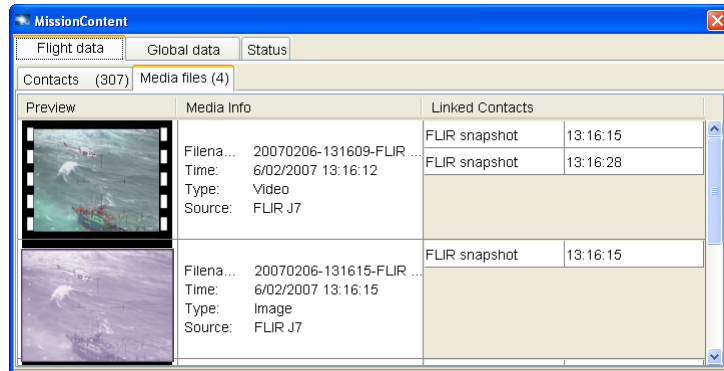 MissionContent
Flight data Global data Status
Contacts (307) Media files (4)
Preview Media Info Linked Contacts
FLIR snapshot 13:16:15
FLIR snapshot 13:16:28
Filena... 20070206-131609-FLIR ...
Time: 6/02/2007 13:16:12
Type: Video
Source: FLIR J7
FLIR snapshot 13:16:15
Filena... 20070206-131615-FLIR ...
Time: 6/02/2007 13:16:15
Type: Image
Source: FLIR J7